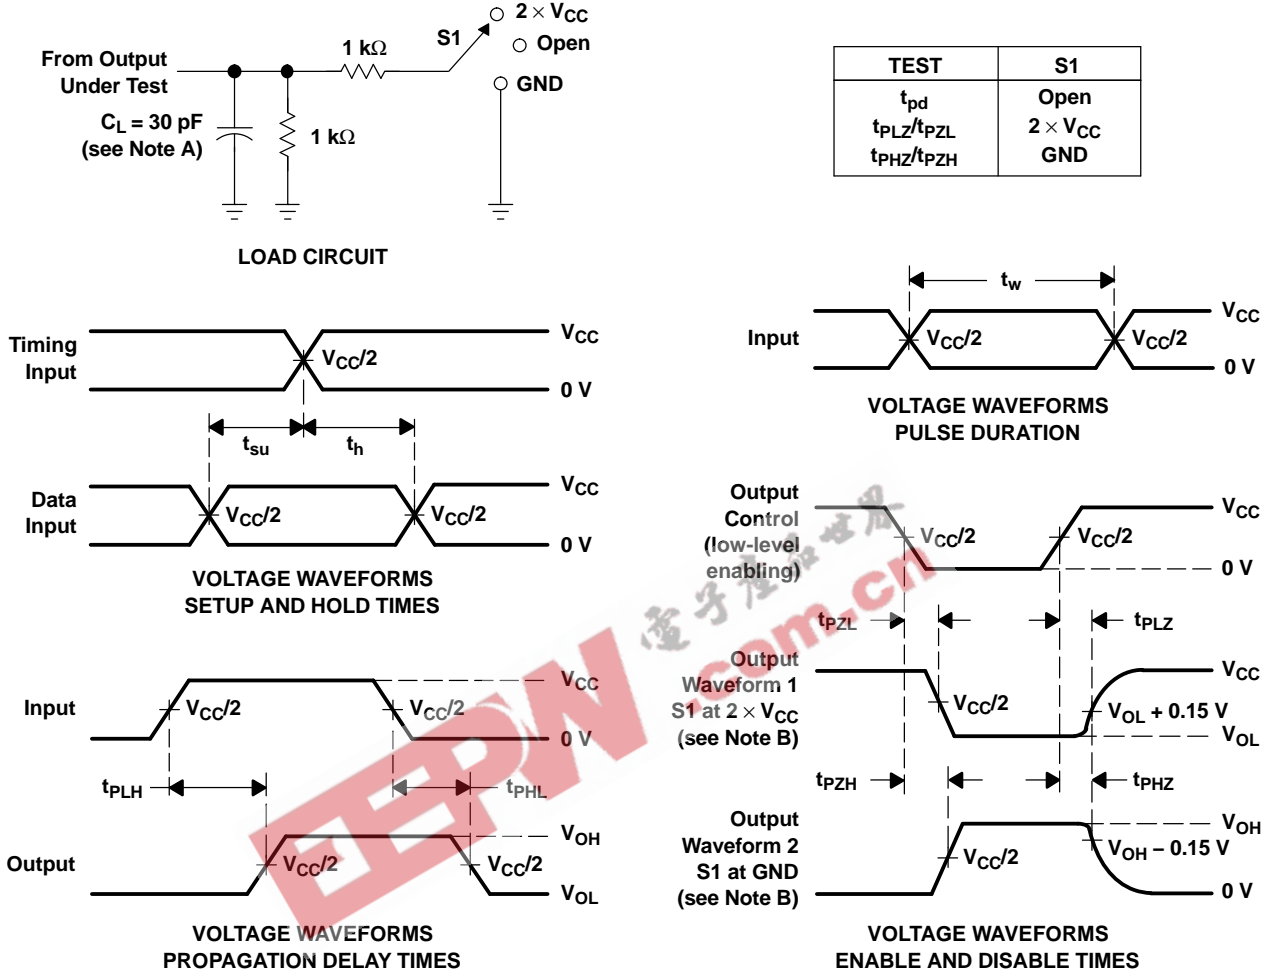 2 × VCC
S1
Open
1 kΩ
GND
From Output
Under Test
CL = 30 pF
(see Note A)
1 kΩ
LOAD CIRCUIT
TEST S1
tpd Open
tPLZ/tPZL 2 × VCC
tPHZ/tPZH GND
Timing
Input
VCC/2
VCC
0 V
tsu
th
Data
Input
VCC/2
VCC/2
VCC
0 V
VOLTAGE WAVEFORMS
SETUP AND HOLD TIMES
tw
Input
VCC/2
VCC/2
VCC
0 V
VOLTAGE WAVEFORMS
PULSE DURATION
Input
VCC/2
VCC/2
VCC
0 V
tPLH
tPHL
Output
VCC/2
VCC/2
VOH
VOL
VOLTAGE WAVEFORMS
PROPAGATION DELAY TIMES
Output
Control
(low-level
enabling)
VCC/2
VCC/2
VCC
0 V
tPZL
tPLZ
Output
Waveform 1
S1 at 2 × VCC
(see Note B)
VCC/2
VCC
VOL + 0.15 V
VOL
tPZH
tPHZ
Output
Waveform 2
S1 at GND
(see Note B)
VCC/2
VOH
VOH – 0.15 V
0 V
VOLTAGE WAVEFORMS
ENABLE AND DISABLE TIMES
EEPW
.com.cn
電子產品世界